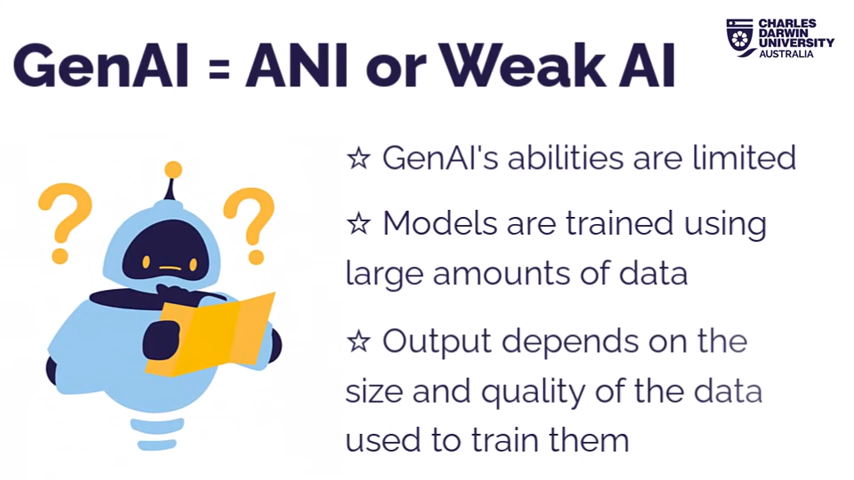 GenAI = ANI or Weak AI
CHARLES
DARWIN
UNIVERSITY
AUSTRALIA
? ?
☆ GenAI's abilities are limited
☆ Models are trained using
large amounts of data
☆ Output depends on the
size and quality of the data
used to train them